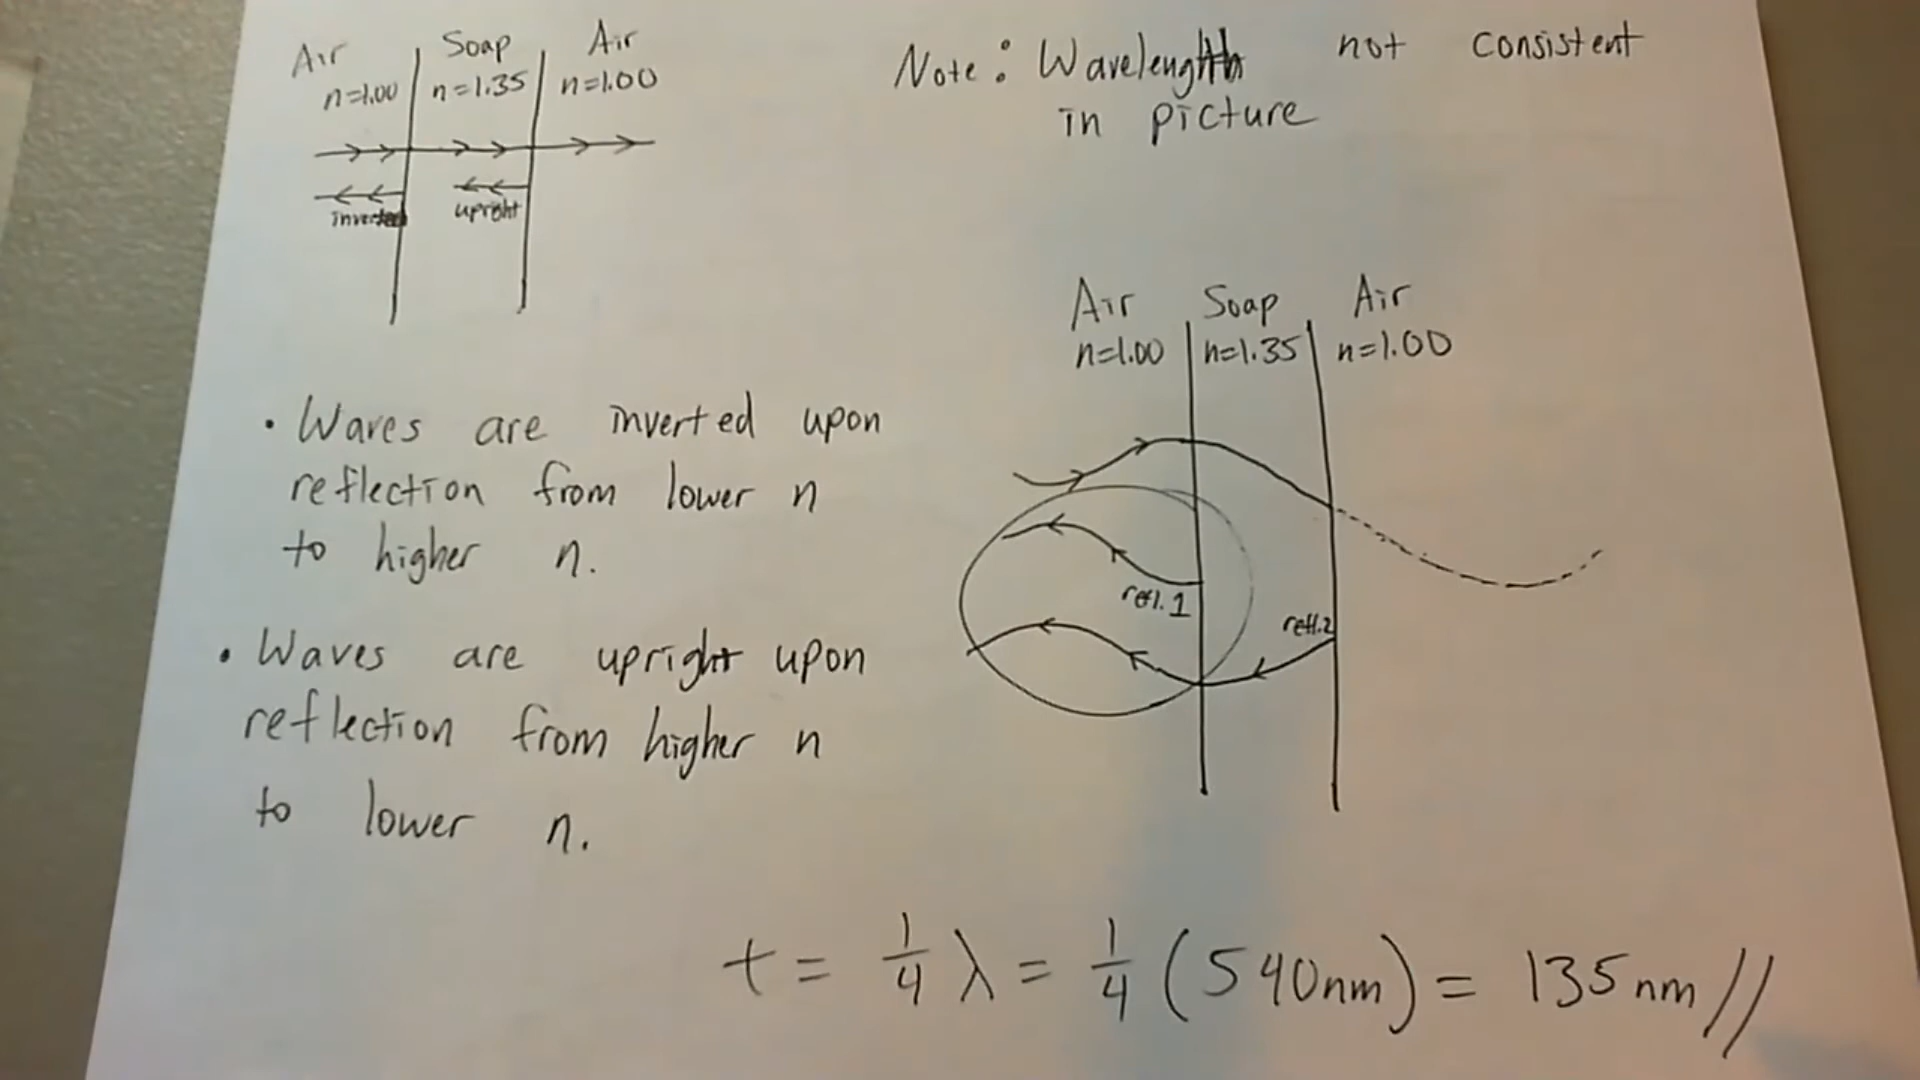 Air Soap Air
n=1.00 n=1.35 n=1.00
inverted upright
Note: Wavelength not consistent
in picture
Air Soap Air
n=1.00 n=1.35 n=1.00
refl.1
refl.2
• Waves are inverted upon
reflection from lower n
to higher n.
• Waves are upright upon
reflection from higher n
to lower n.
t = 1/4 λ = 1/4 (540nm) = 135nm//